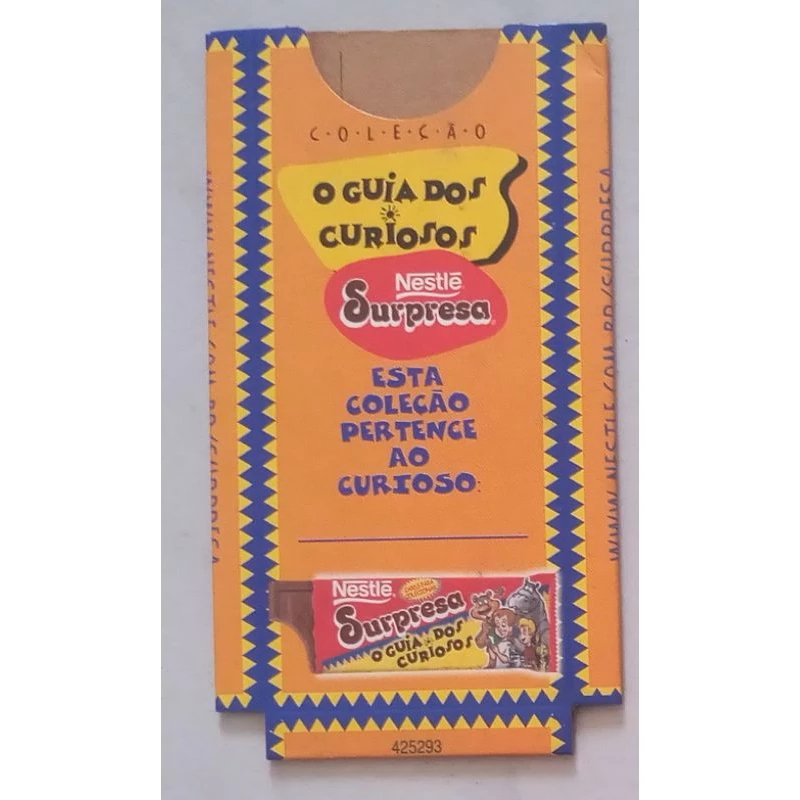 C·O·L·E·Ç·Ã·O
O GUIA DOS
CURIOSOS
Nestlé
Surpresa
ESTA
COLEÇÃO
PERTENCE
AO
CURIOSO:
WWW.NESTLE.COM.BR/SURPRESA
WWW.NESTLE.COM.BR/SURPRESA
Nestlé
Surpresa
O GUIA DOS
CURIOSOS
425293